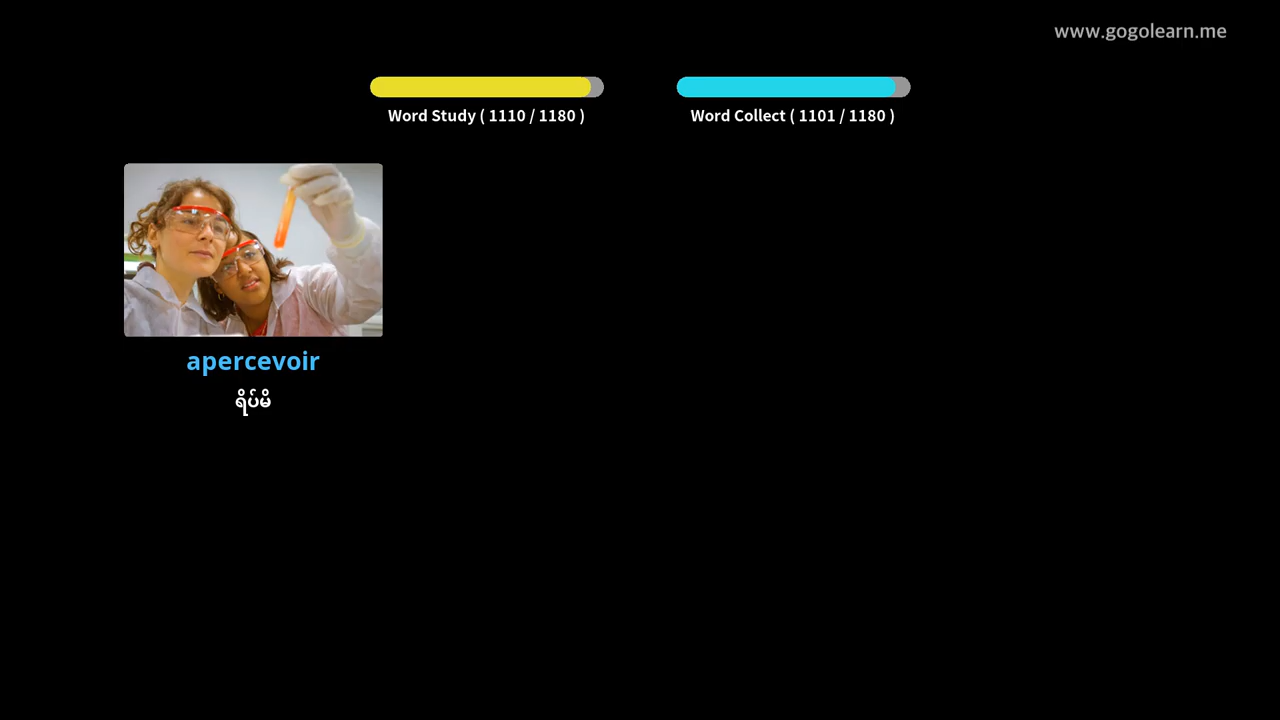 www.gogolearn.me
Word Study ( 1110 / 1180 )
Word Collect ( 1101 / 1180 )
apercevoir
ရိပ်မိ